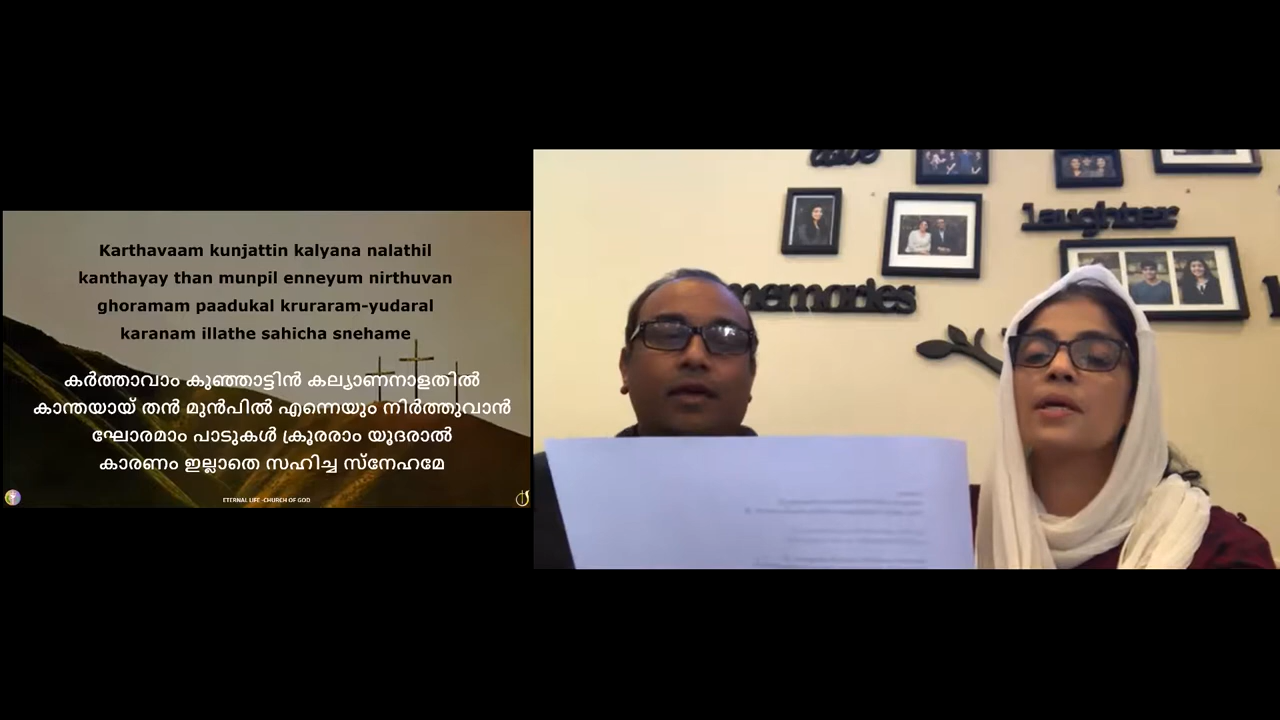 Karthavaam kunjattin kalyana nalathil
kanthayay than munpil enneyum nirthuvan
ghoramam paadukal kruraram-yudaral
karanam illathe sahicha snehame
കർത്താവാം കുഞ്ഞാട്ടിൻ കല്യാണനാളതിൽ
കാന്തയായ് തൻ മുൻപിൽ എന്നെയും നിർത്തുവാൻ
ഘോരമാം പാടുകൾ ക്രൂരരാം യൂദരാൽ
കാരണം ഇല്ലാതെ സഹിച്ച സ്നേഹമേ
ETERNAL LIFE -CHURCH OF GOD
laughter
memories